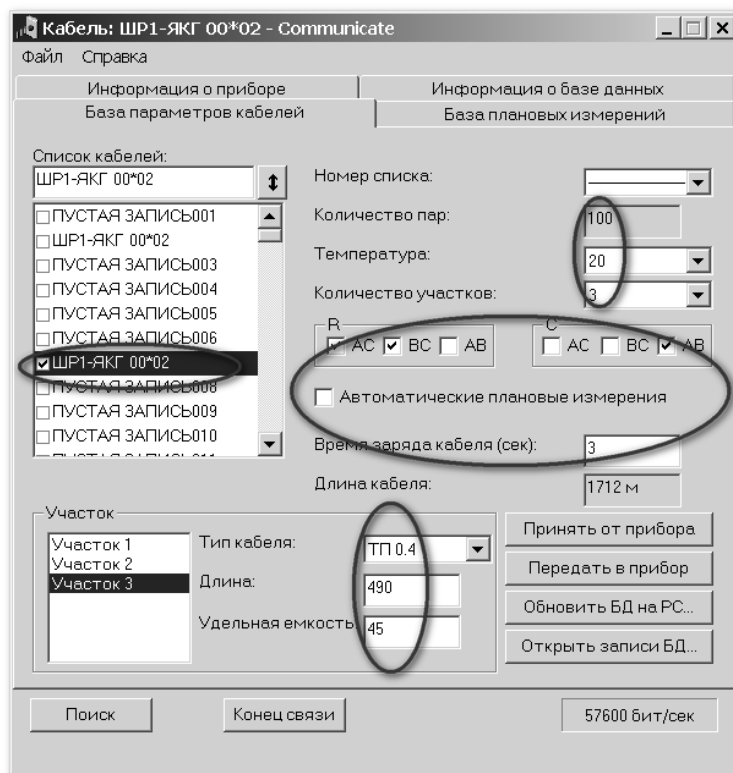 Кабель: ШР1-ЯКГ 00*02 - Communicate
Файл Справка
Информация о приборе Информация о базе данных
База параметров кабелей База плановых измерений
Список кабелей:
ШР1-ЯКГ 00*02
ПУСТАЯ ЗАПИСЬ001
ШР1-ЯКГ 00*02
ПУСТАЯ ЗАПИСЬ003
ПУСТАЯ ЗАПИСЬ004
ПУСТАЯ ЗАПИСЬ005
ПУСТАЯ ЗАПИСЬ006
ШР1-ЯКГ 00*02
ПУСТАЯ ЗАПИСЬ008
ПУСТАЯ ЗАПИСЬ009
ПУСТАЯ ЗАПИСЬ010
Номер списка:
Количество пар: 100
Температура: 20
Количество участков: 3
R
AC BC AB
C
AC BC AB
Автоматические плановые измерения
Время заряда кабеля (сек): 3
Длина кабеля: 1712 м
Участок
Участок 1
Участок 2
Участок 3
Тип кабеля: ТП 0.4
Длина: 490
Удельная емкость 45
Принять от прибора
Передать в прибор
Обновить БД на PC...
Открыть записи БД...
Поиск Конец связи 57600 бит/сек